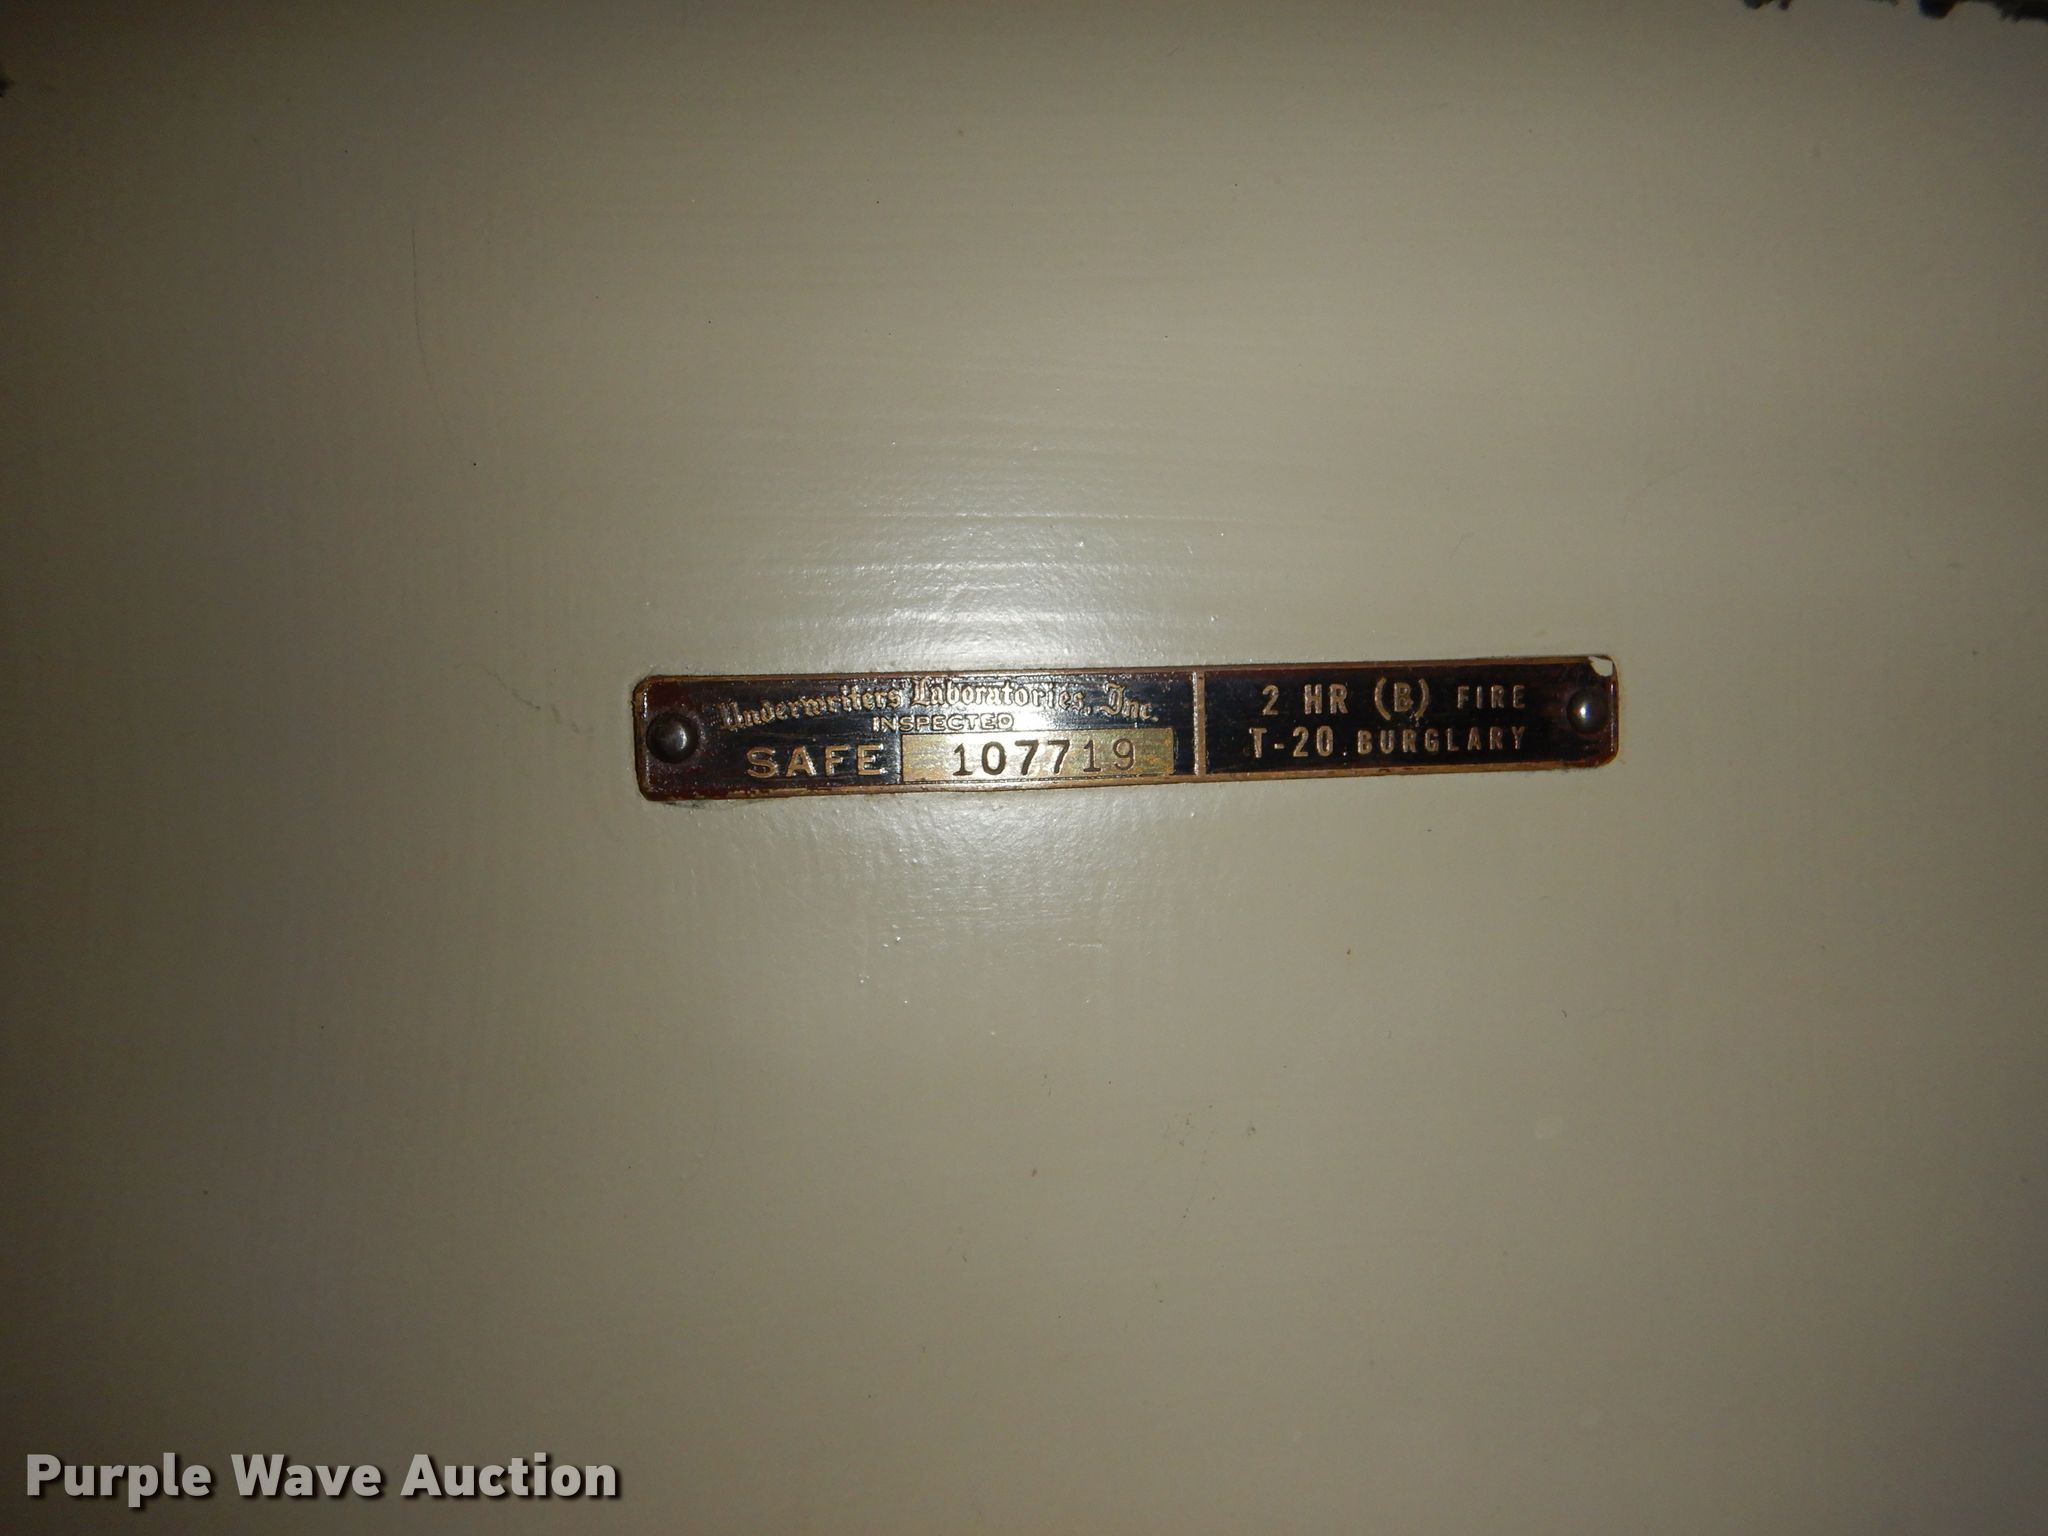 Underwriters Laboratories, Inc.
INSPECTED
SAFE 107719
2 HR (B) FIRE
T-20 BURGLARY
Purple Wave Auction